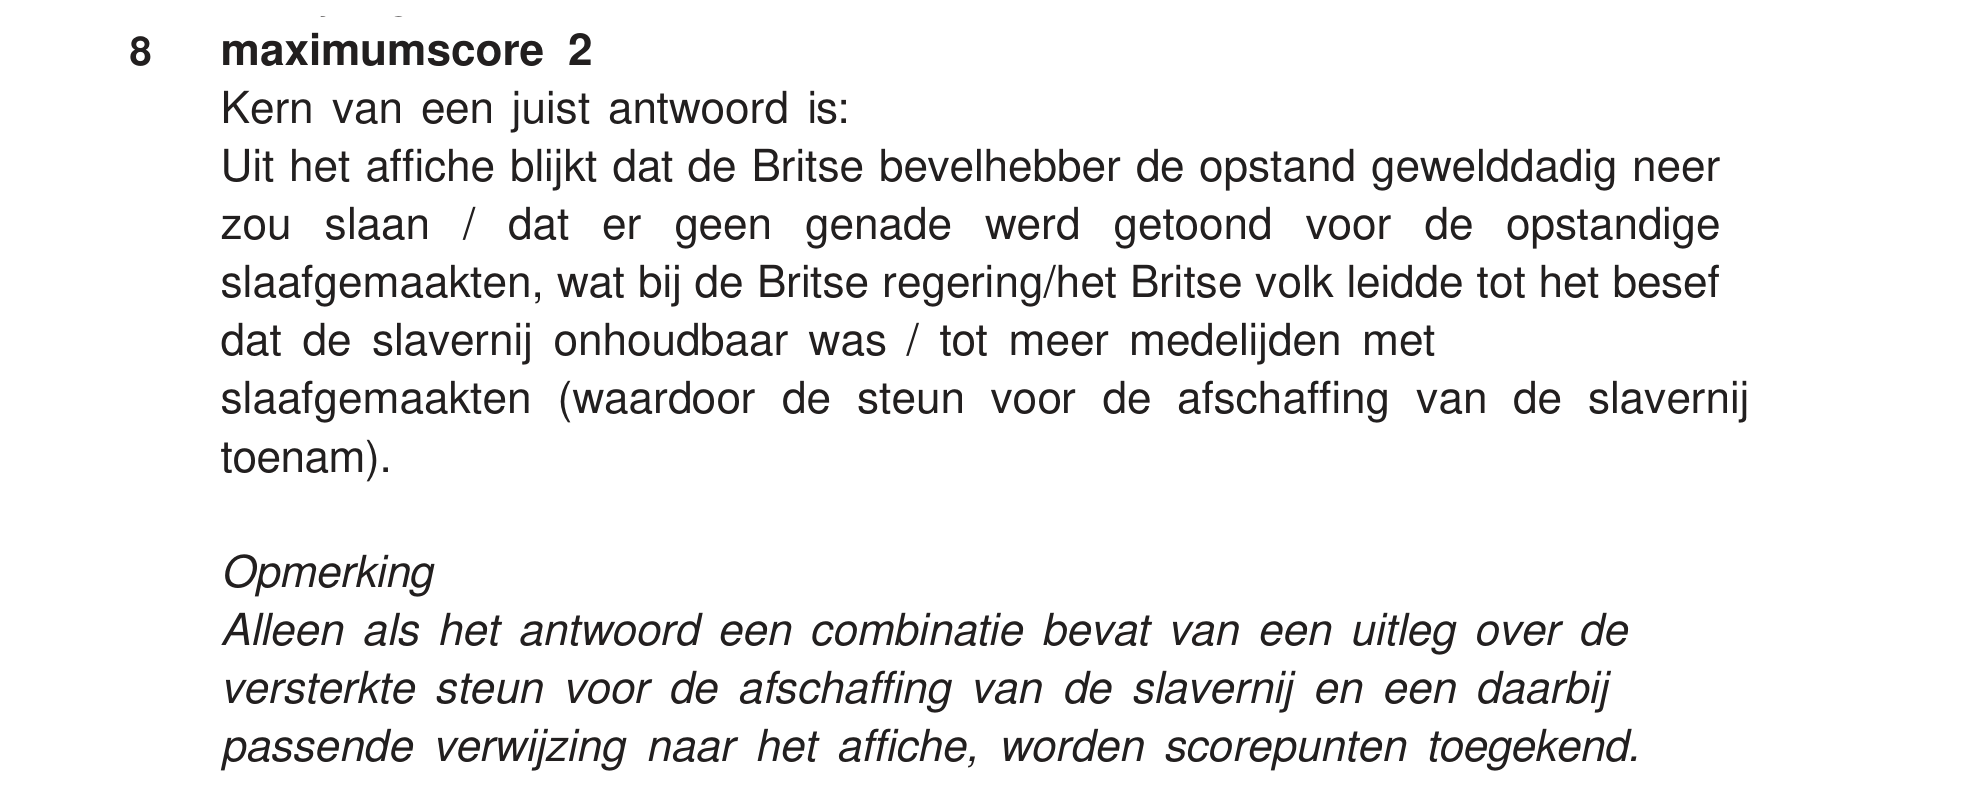 8 maximumscore 2
Kern van een juist antwoord is:
Uit het affiche blijkt dat de Britse bevelhebber de opstand gewelddadig neer
zou slaan / dat er geen genade werd getoond voor de opstandige
slaafgemaakten, wat bij de Britse regering/het Britse volk leidde tot het besef
dat de slavernij onhoudbaar was / tot meer medelijden met
slaafgemaakten (waardoor de steun voor de afschaffing van de slavernij
toenam).
Opmerking
Alleen als het antwoord een combinatie bevat van een uitleg over de
versterkte steun voor de afschaffing van de slavernij en een daarbij
passende verwijzing naar het affiche, worden scorepunten toegekend.